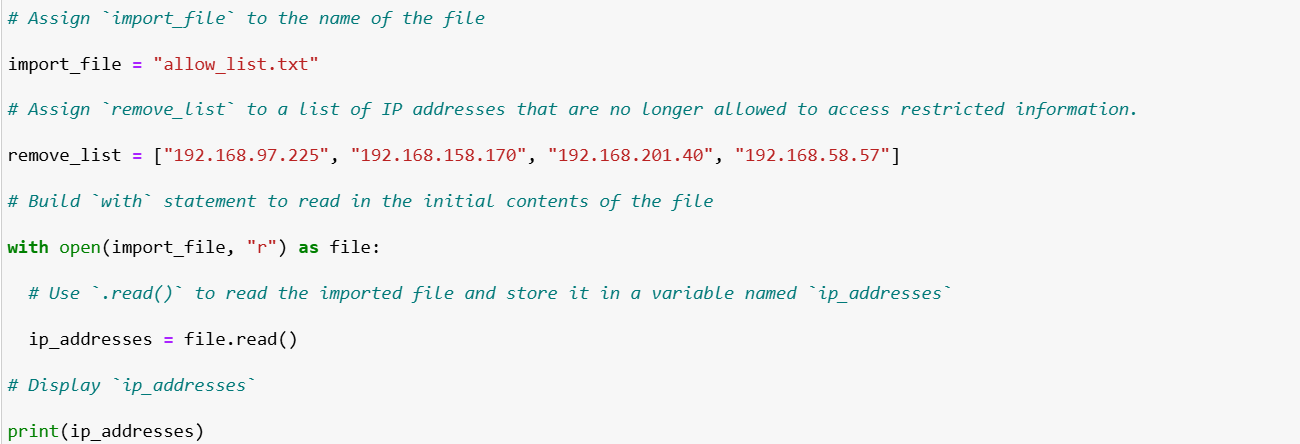 # Assign `import_file` to the name of the file
import_file = "allow_list.txt"
# Assign `remove_list` to a list of IP addresses that are no longer allowed to access restricted information.
remove_list = ["192.168.97.225", "192.168.158.170", "192.168.201.40", "192.168.58.57"]
# Build `with` statement to read in the initial contents of the file
with open(import_file, "r") as file:
  # Use `.read()` to read the imported file and store it in a variable named `ip_addresses`
  ip_addresses = file.read()
# Display `ip_addresses`
print(ip_addresses)